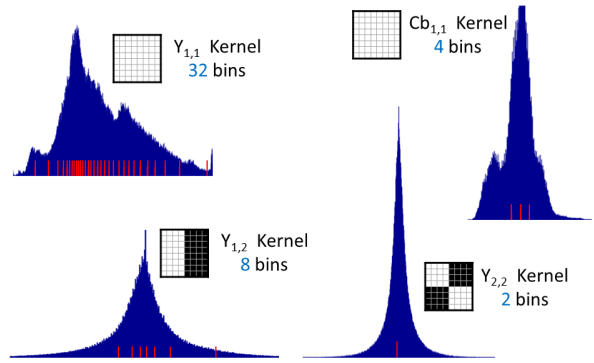 Y1,1 Kernel
32 bins
Cb1,1 Kernel
4 bins
Y1,2 Kernel
8 bins
Y2,2 Kernel
2 bins